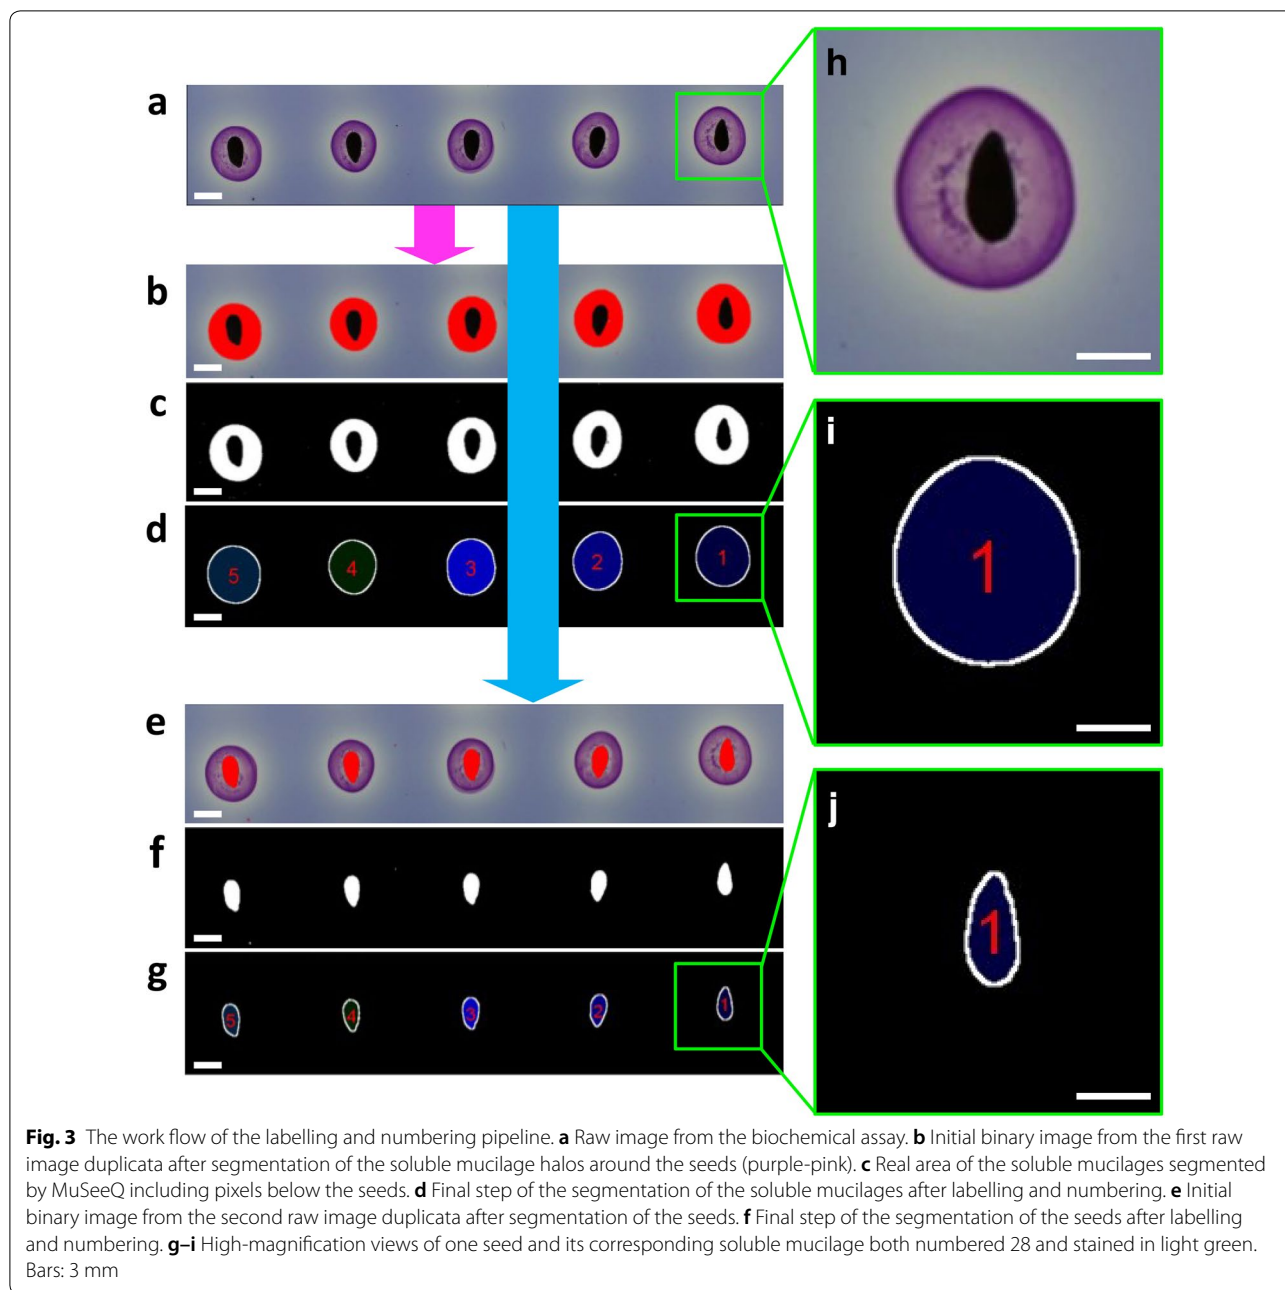 a
h
b
c
i
d
5 4 3 2 1
1
e
j
f
1
g
5 4 3 2 1
Fig. 3 The work flow of the labelling and numbering pipeline. a Raw image from the biochemical assay. b Initial binary image from the first raw
image duplicata after segmentation of the soluble mucilage halos around the seeds (purple-pink). c Real area of the soluble mucilages segmented
by MuSeeQ including pixels below the seeds. d Final step of the segmentation of the soluble mucilages after labelling and numbering. e Initial
binary image from the second raw image duplicata after segmentation of the seeds. f Final step of the segmentation of the seeds after labelling
and numbering. g–i High-magnification views of one seed and its corresponding soluble mucilage both numbered 28 and stained in light green.
Bars: 3 mm